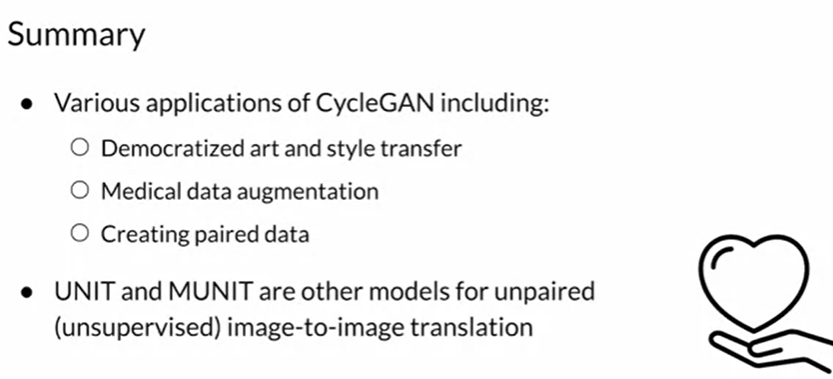 Summary
● Various applications of CycleGAN including:
○ Democratized art and style transfer
○ Medical data augmentation
○ Creating paired data
● UNIT and MUNIT are other models for unpaired
(unsupervised) image-to-image translation